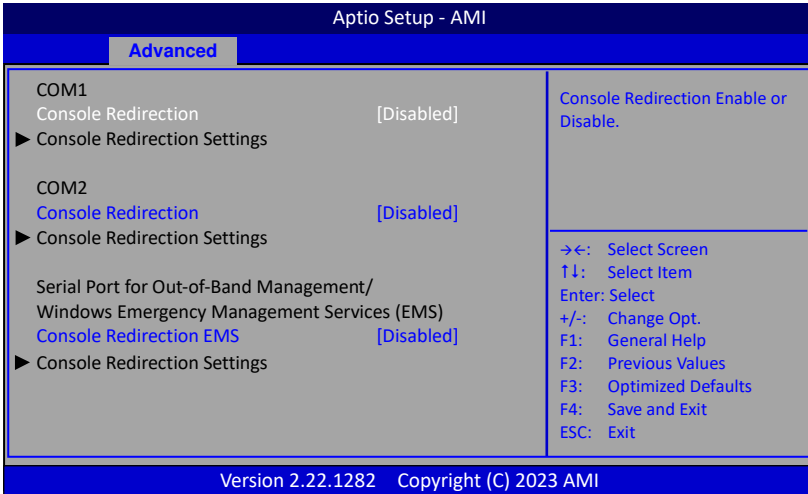 Aptio Setup - AMI
Advanced
COM1
Console Redirection [Disabled]
▶ Console Redirection Settings
COM2
Console Redirection [Disabled]
▶ Console Redirection Settings
Serial Port for Out-of-Band Management/
Windows Emergency Management Services (EMS)
Console Redirection EMS [Disabled]
▶ Console Redirection Settings
Console Redirection Enable or
Disable.
→←: Select Screen
↑↓: Select Item
Enter: Select
+/-: Change Opt.
F1: General Help
F2: Previous Values
F3: Optimized Defaults
F4: Save and Exit
ESC: Exit
Version 2.22.1282 Copyright (C) 2023 AMI